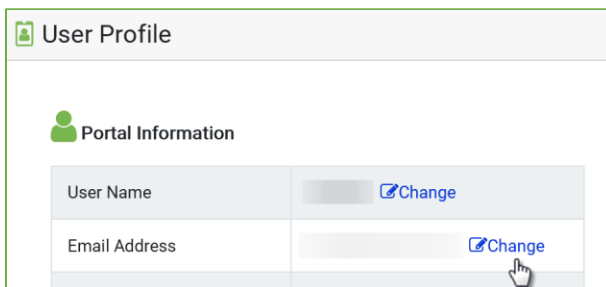 User Profile
Portal Information
User Name Change
Email Address Change